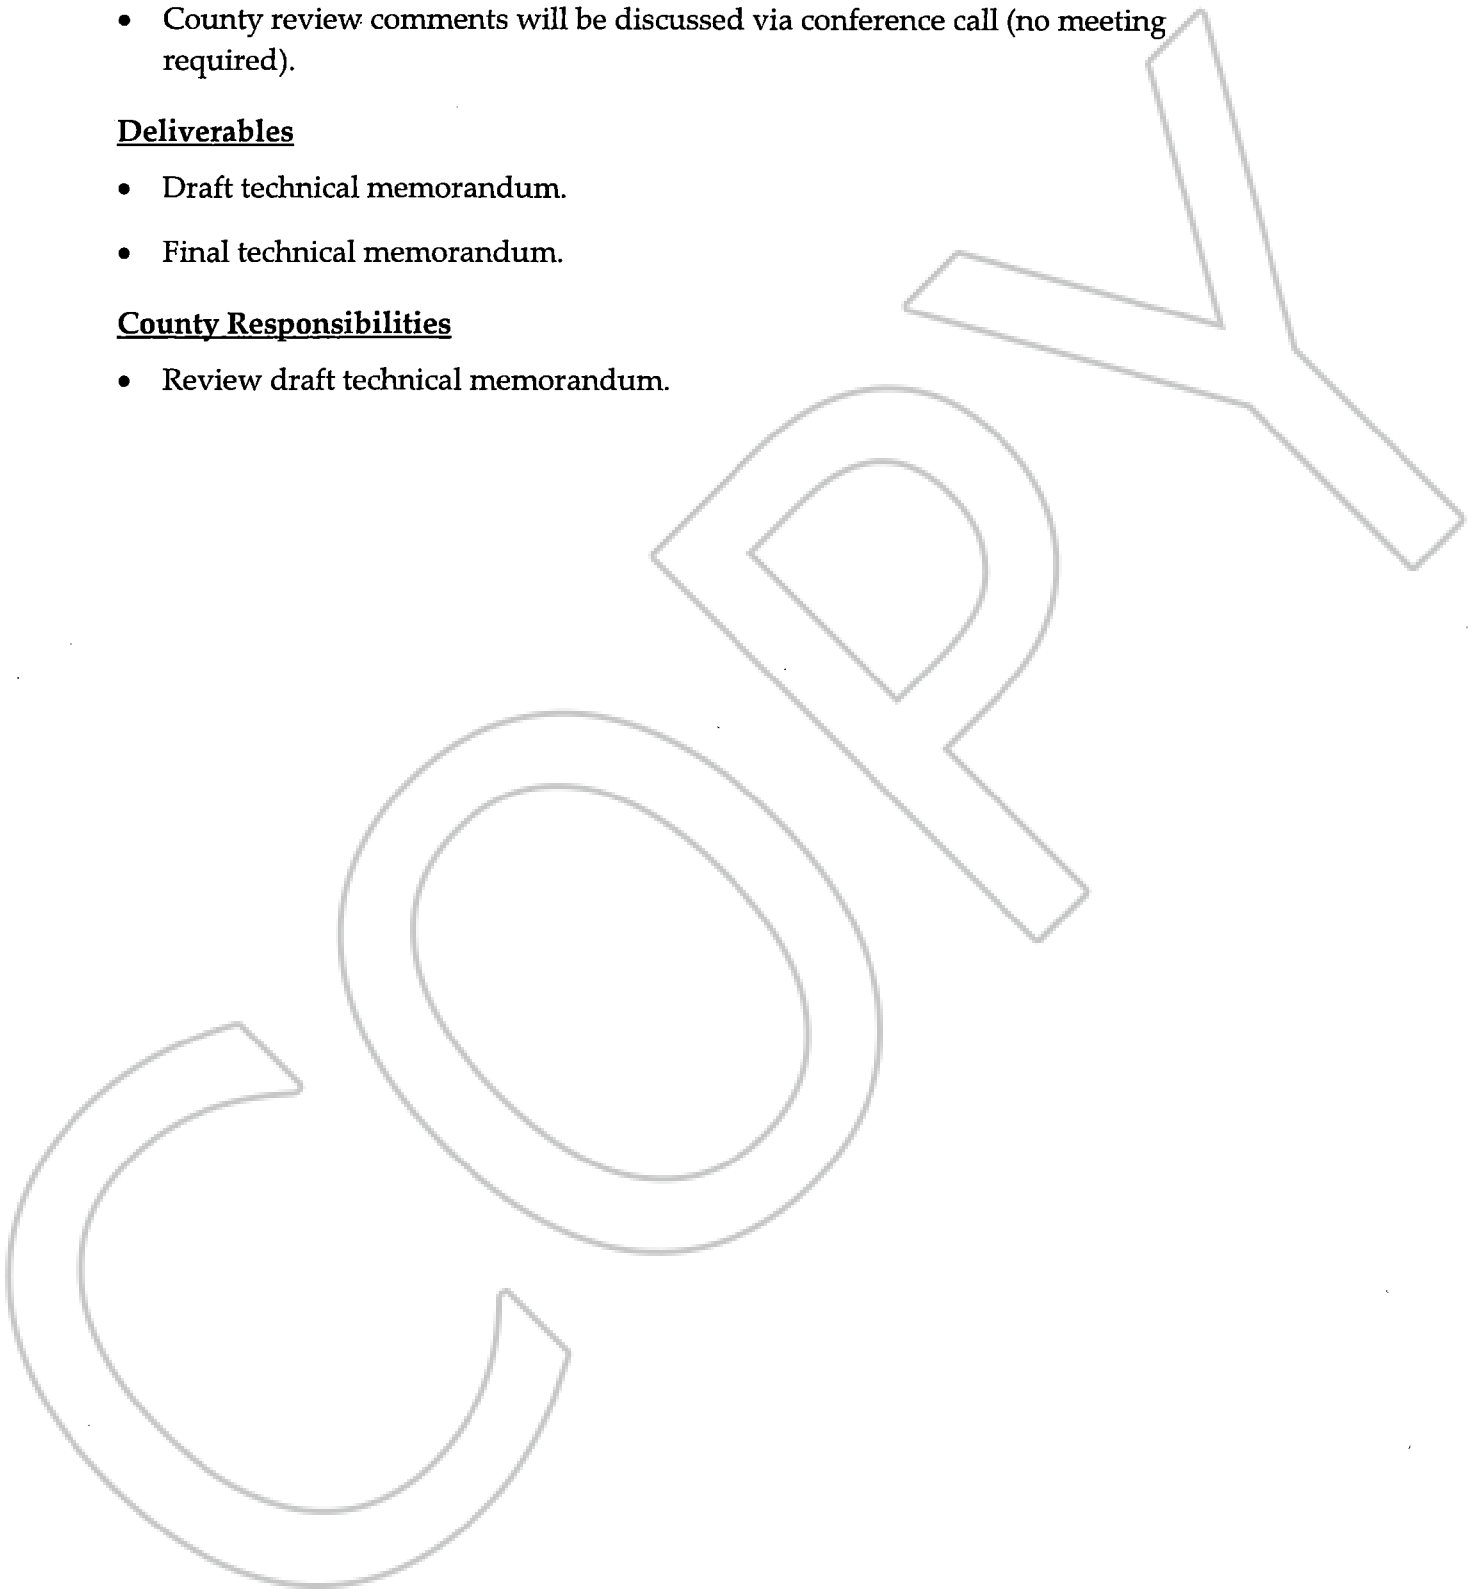 • County review comments will be discussed via conference call (no meeting
required).
Deliverables
• Draft technical memorandum.
• Final technical memorandum.
County Responsibilities
• Review draft technical memorandum.
COPY